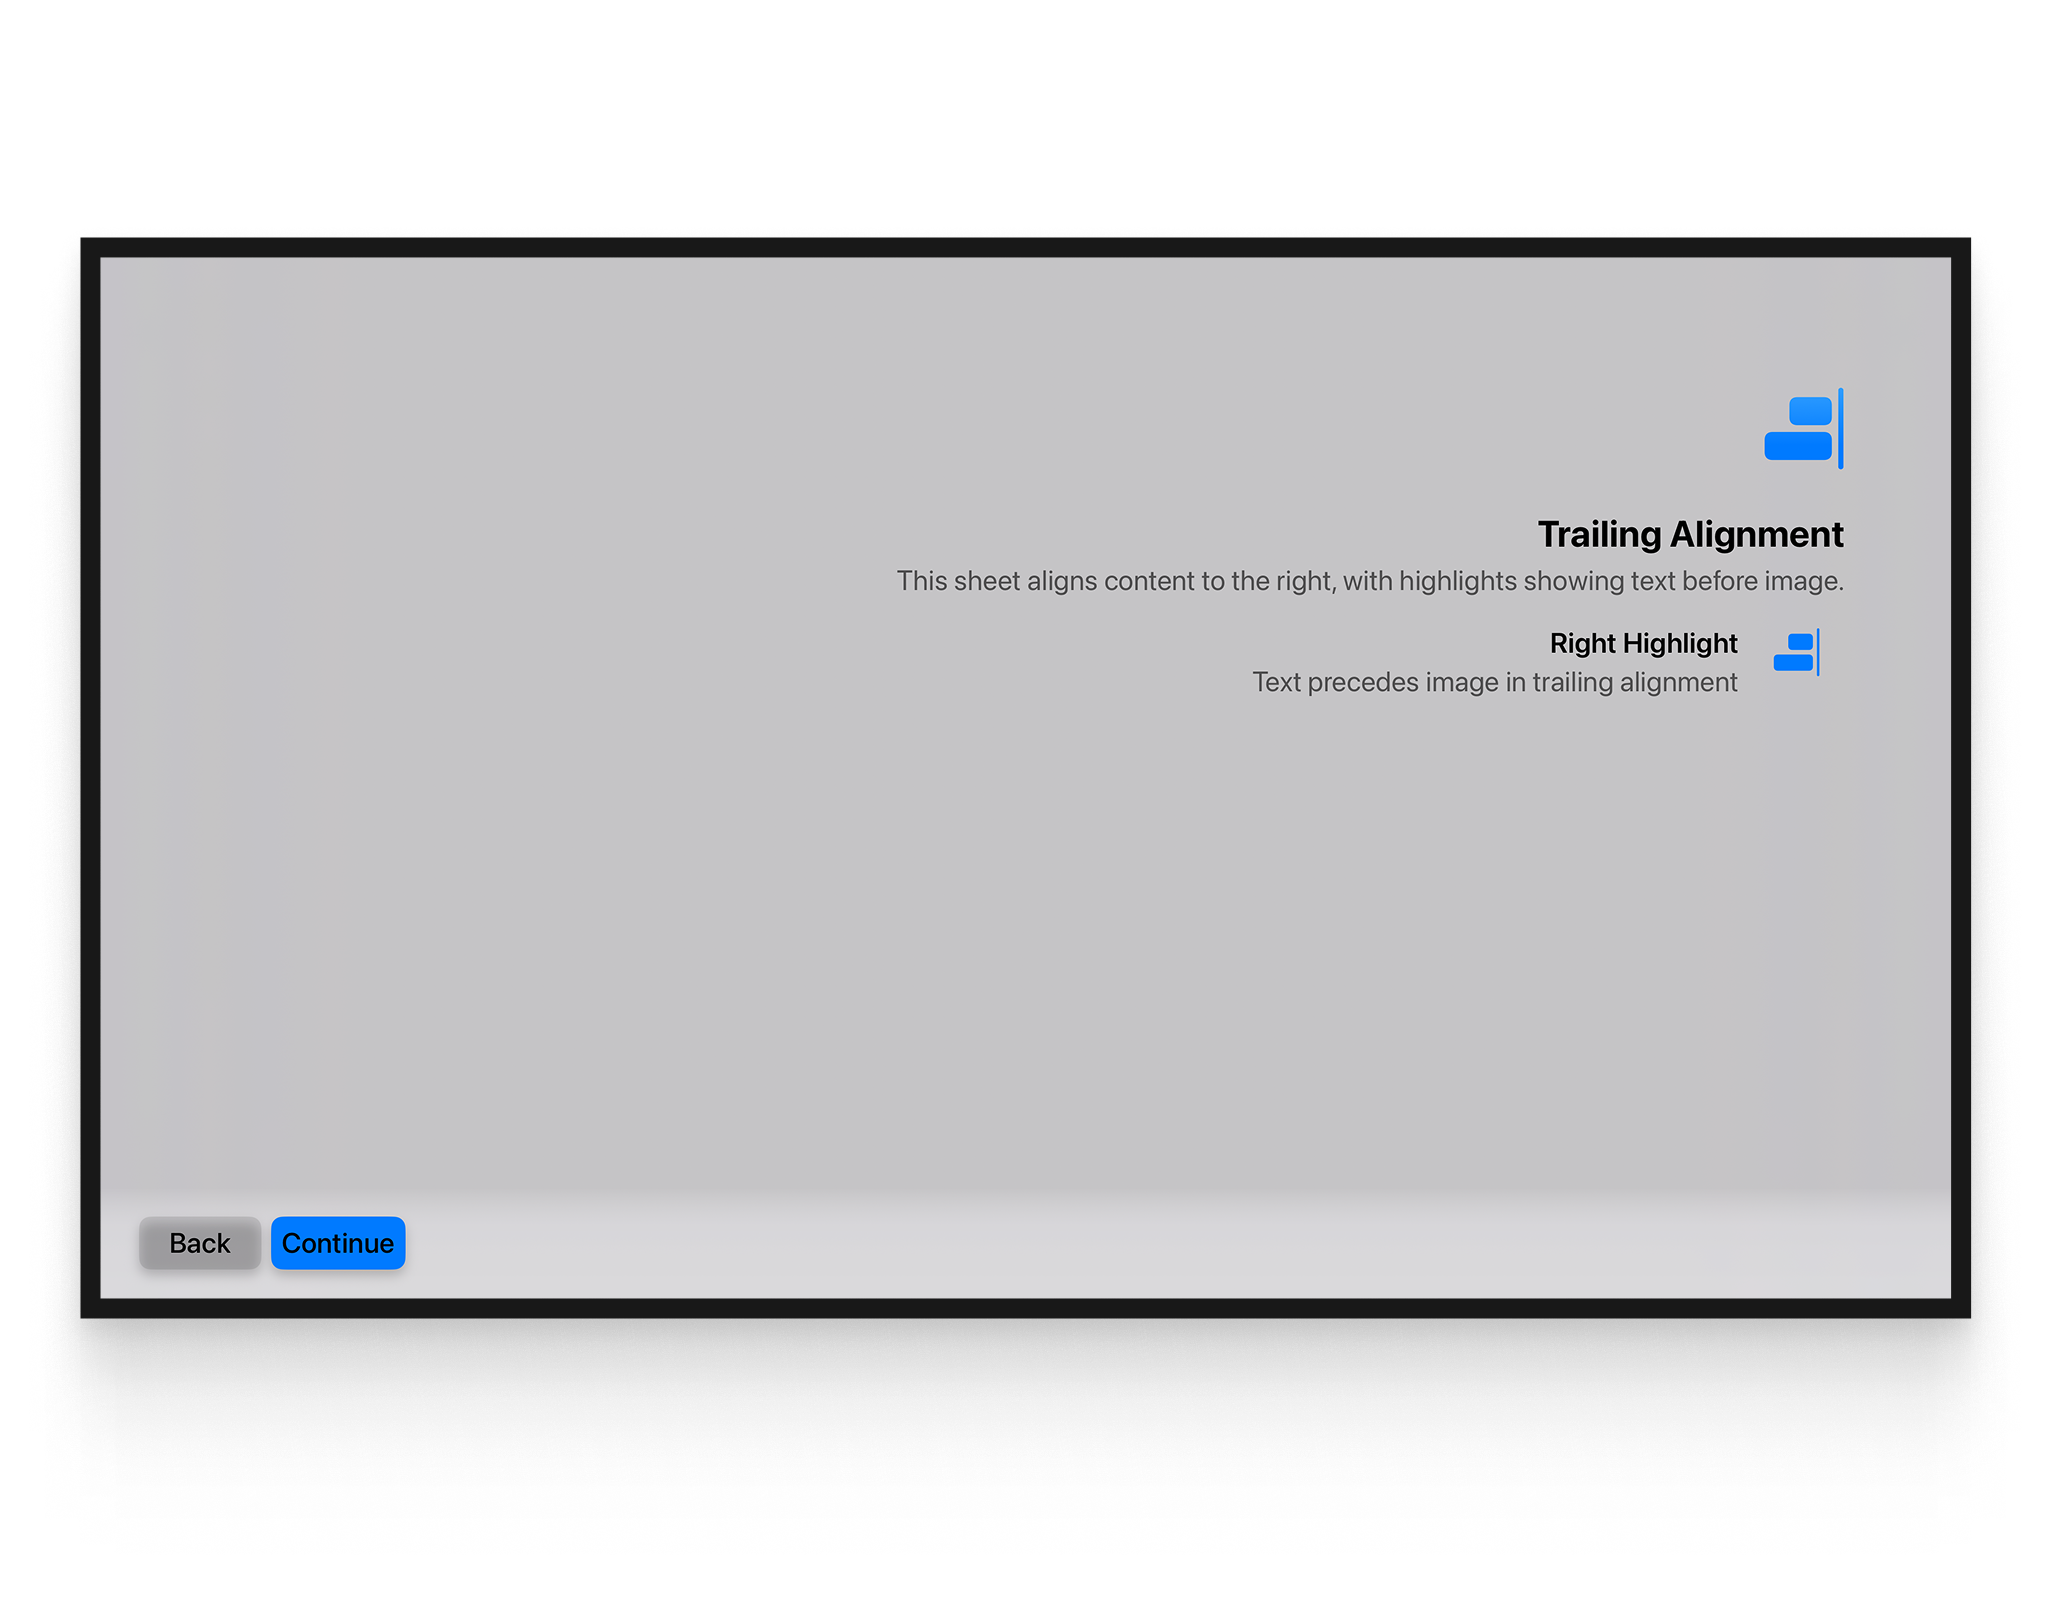 Trailing Alignment
This sheet aligns content to the right, with highlights showing text before image.
Right Highlight
Text precedes image in trailing alignment
Back
Continue